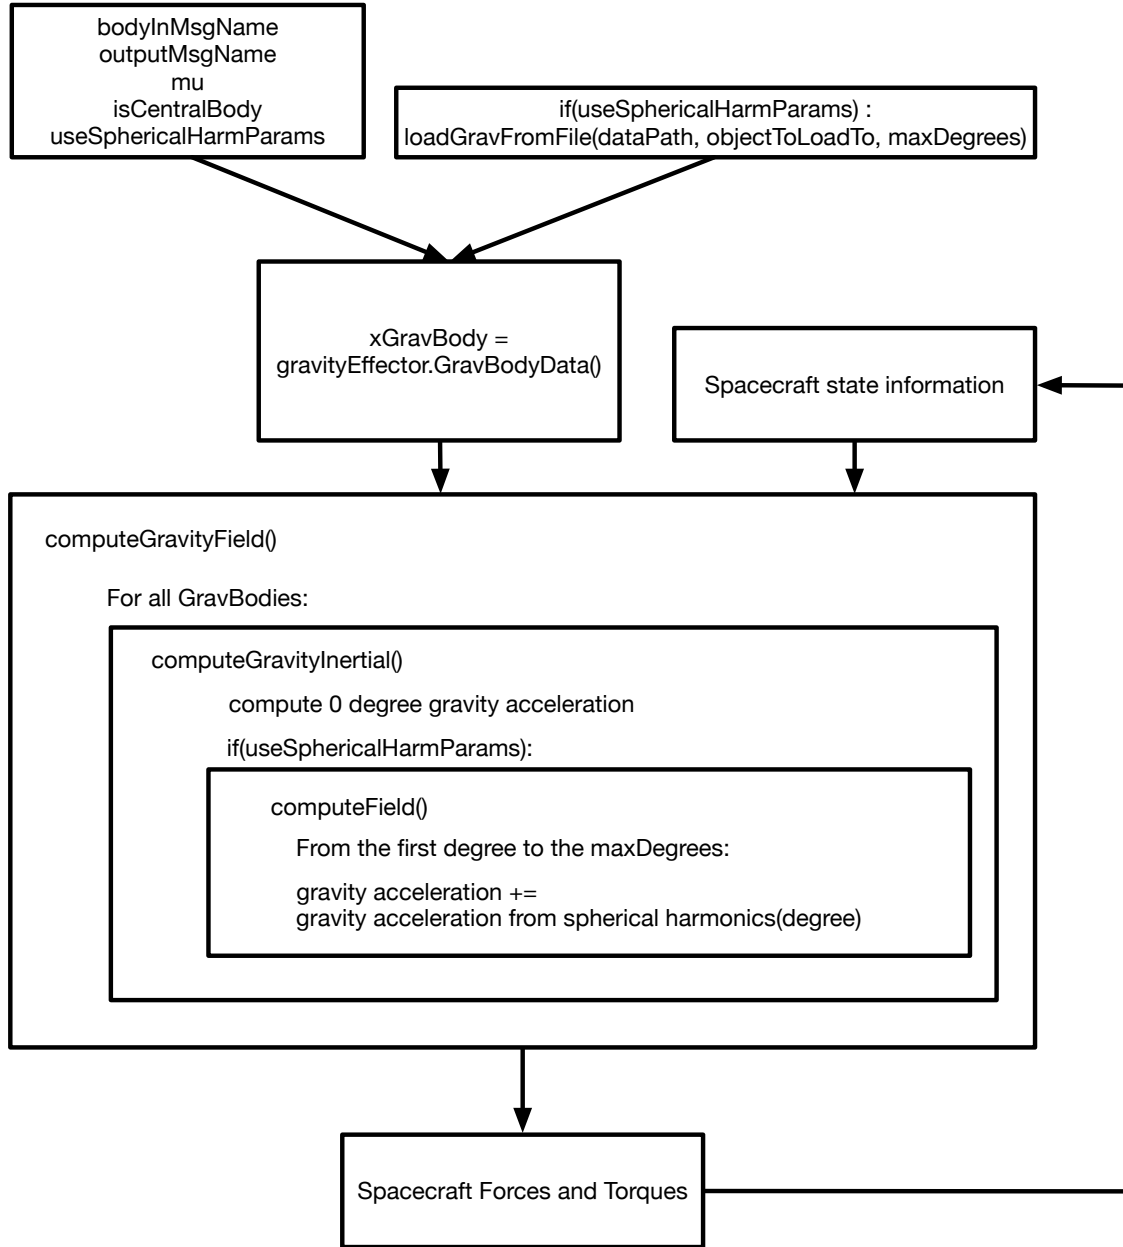 bodyInMsgName
outputMsgName
mu
isCentralBody
useSphericalHarmParams
if(useSphericalHarmParams) :
loadGravFromFile(dataPath, objectToLoadTo, maxDegrees)
xGravBody =
gravityEffector.GravBodyData()
Spacecraft state information
computeGravityField()
For all GravBodies:
computeGravityInertial()
compute 0 degree gravity acceleration
if(useSphericalHarmParams):
computeField()
From the first degree to the maxDegrees:
gravity acceleration +=
gravity acceleration from spherical harmonics(degree)
Spacecraft Forces and Torques